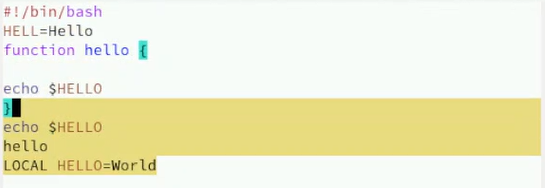 #!/bin/bash
HELL=Hello
function hello {
echo $HELLO
}
echo $HELLO
hello
LOCAL HELLO=World